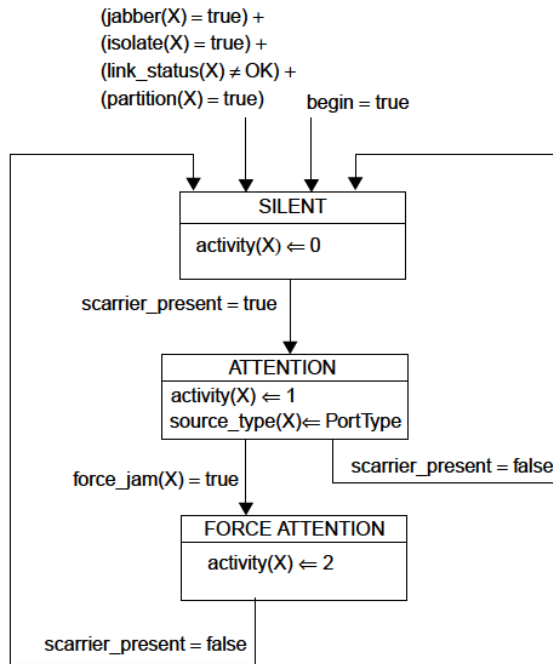 (jabber(X) = true) +
(isolate(X) = true) +
(link_status(X) ≠ OK) +
(partition(X) = true)
begin = true
SILENT
activity(X) ⇐ 0
scarrier_present = true
ATTENTION
activity(X) ⇐ 1
source_type(X)⇐ PortType
scarrier_present = false
force_jam(X) = true
FORCE ATTENTION
activity(X) ⇐ 2
scarrier_present = false